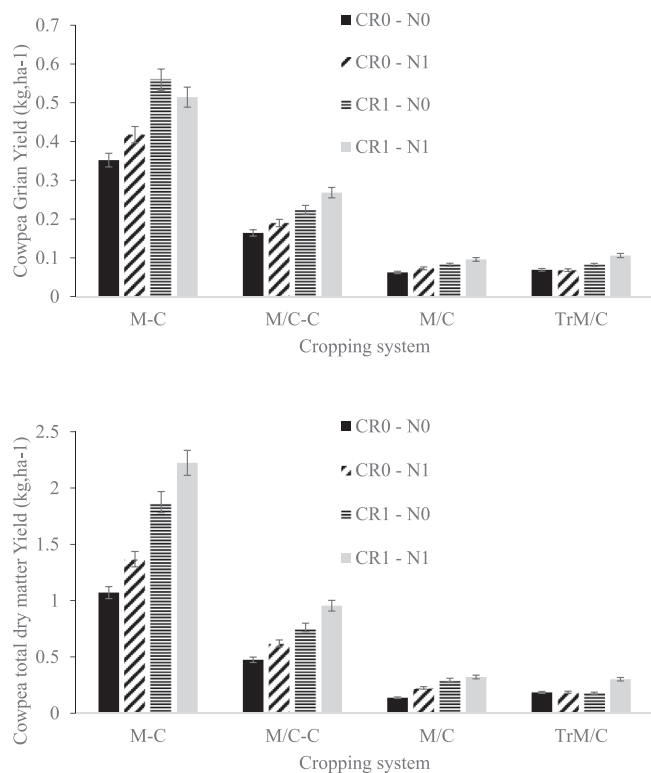 0.7
0.6
0.5
0.4
0.3
0.2
0.1
0
Cowpea Grian Yield (kg,ha-1)
CR0 - N0
CR0 - N1
CR1 - N0
CR1 - N1
M-C M/C-C M/C TrM/C
Cropping system
2.5
2
1.5
1
0.5
0
Cowpea total dry matter Yield (kg,ha-1)
CR0 - N0
CR0 - N1
CR1 - N0
CR1 - N1
M-C M/C-C M/C TrM/C
Cropping system